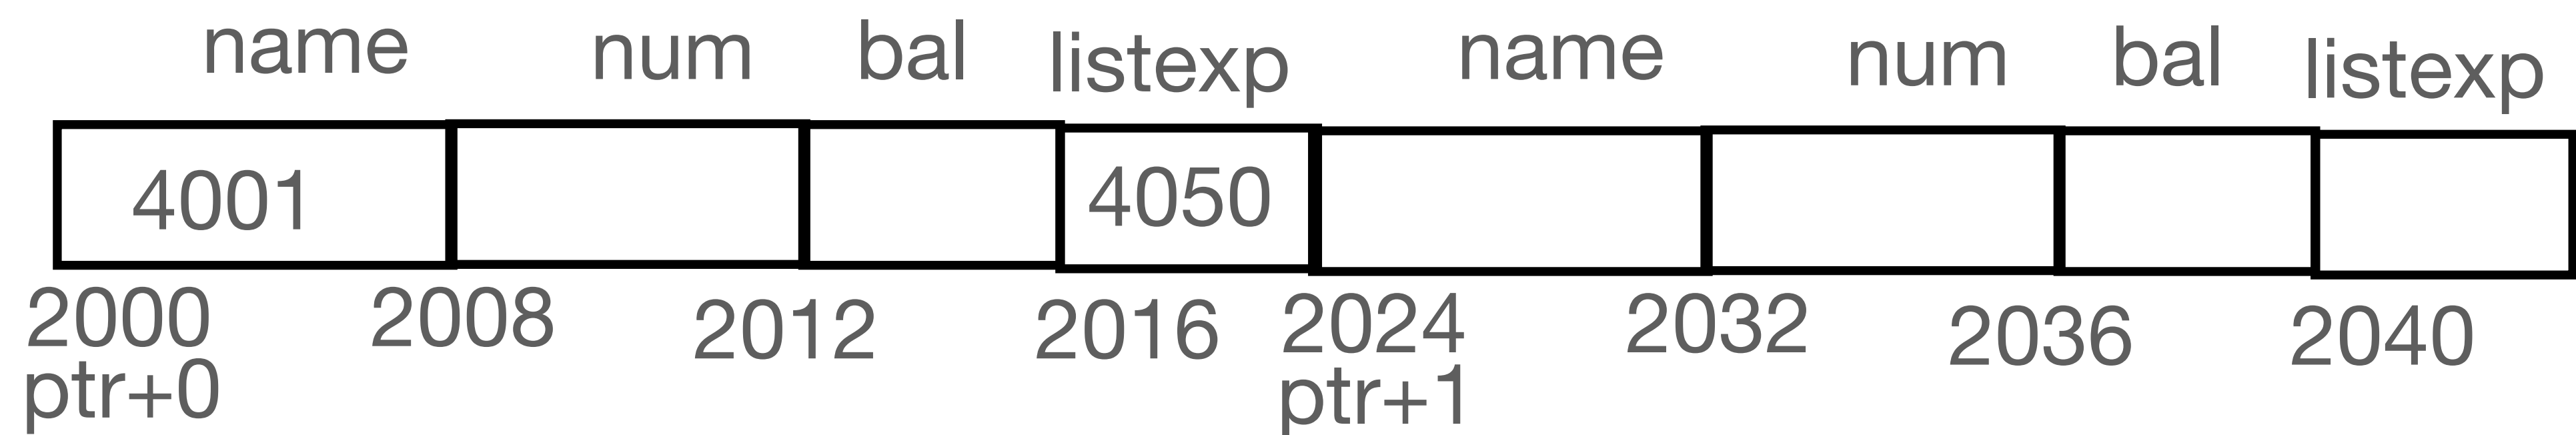 name num bal listexp name num bal listexp
4001 4050
2000 2008 2012 2016 2024 2032 2036 2040
ptr+0 ptr+1